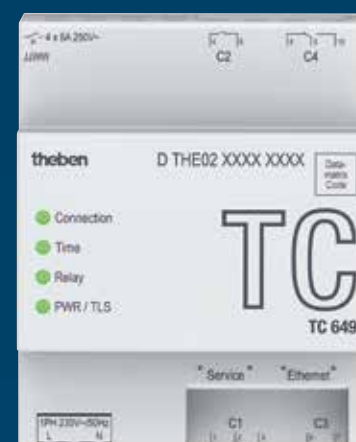 4 x 6A 250V~
C2 C4
theben D THE02 XXXX XXXX
Data-
matrix
Code
Connection
Time
Relay
PWR / TLS
TC
TC 649
"Service" "Ethernet"
1PH 230V~/50Hz
L N
C1 C3